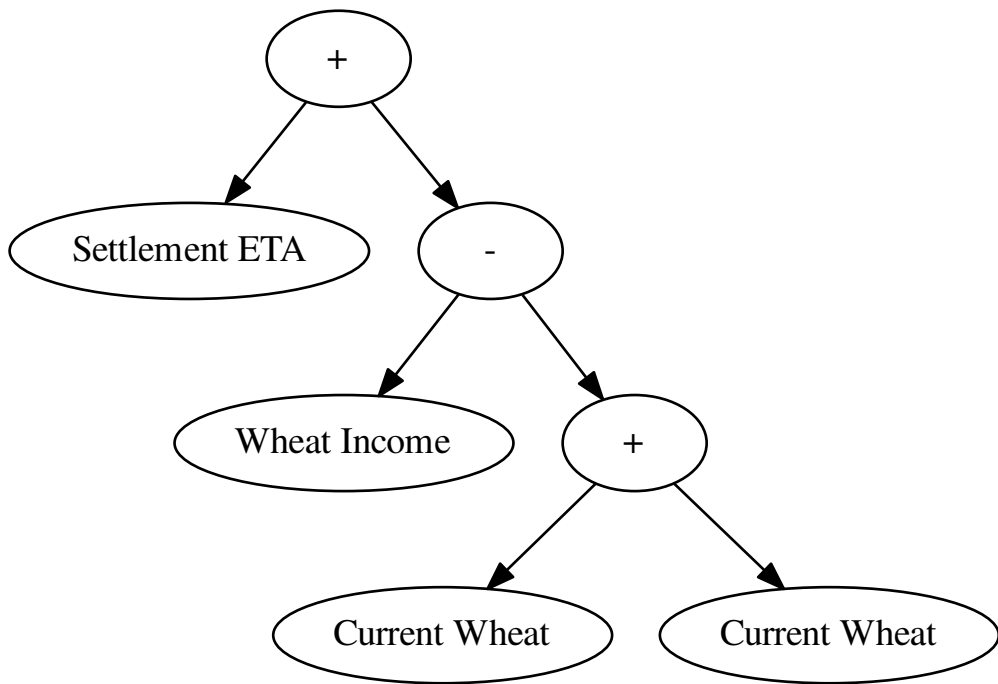 +
Settlement ETA
-
Wheat Income
+
Current Wheat
Current Wheat